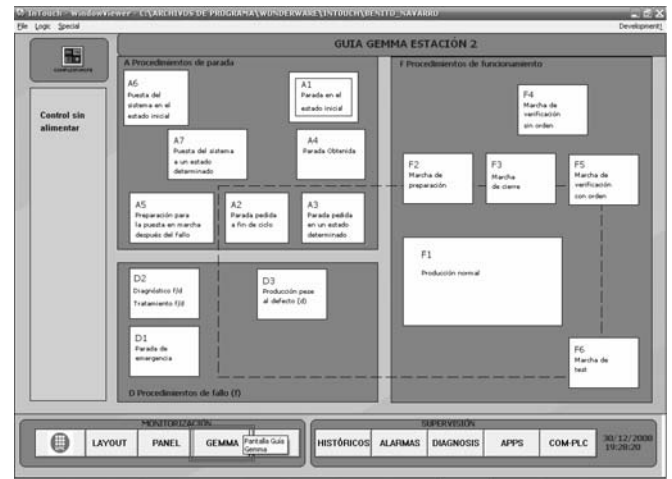 InTouch - WindowViewer - C:\ARCHIVOS DE PROGRAMA\WONDERWARE\INTOUCH\BENITO_NAVARRO
File Logic Special
Development!
GUIA GEMMA ESTACIÓN 2
Control sin
alimentar
A Procedimientos de parada
A6
Puesta del
sistema en el
estado inicial
A1
Parada en el
estado inicial
A7
Puesta del sistema
a un estado
determinado
A4
Parada Obtenida
A5
Preparación para
la puesta en marcha
después del fallo
A2
Parada pedida
a fin de ciclo
A3
Parada pedida
en un estado
determinado
D2
Diagnóstico f/d
Tratamiento f/d
D3
Producción pese
al defecto (d)
D1
Parada de
emergencia
D Procedimientos de fallo (f)
F Procedimientos de funcionamiento
F4
Marcha de
verificación
sin orden
F2
Marcha de
preparación
F3
Marcha
de cierre
F5
Marcha de
verificación
con orden
F1
Producción normal
F6
Marcha de
test
MONITORIZACIÓN
LAYOUT PANEL GEMMA
Pantalla Guía
Gemma
SUPERVISIÓN
HISTÓRICOS ALARMAS DIAGNOSIS APPS COM-PLC
30/12/2000
19:28:20